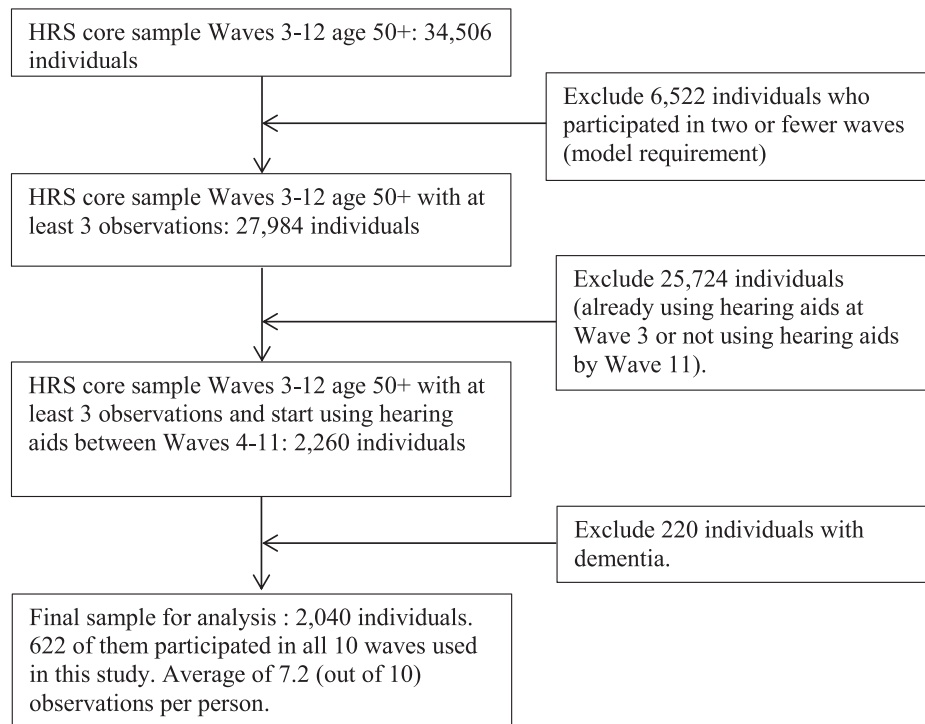 HRS core sample Waves 3-12 age 50+: 34,506
individuals
Exclude 6,522 individuals who
participated in two or fewer waves
(model requirement)
HRS core sample Waves 3-12 age 50+ with at
least 3 observations: 27,984 individuals
Exclude 25,724 individuals
(already using hearing aids at
Wave 3 or not using hearing aids
by Wave 11).
HRS core sample Waves 3-12 age 50+ with at
least 3 observations and start using hearing
aids between Waves 4-11: 2,260 individuals
Exclude 220 individuals with
dementia.
Final sample for analysis : 2,040 individuals.
622 of them participated in all 10 waves used
in this study. Average of 7.2 (out of 10)
observations per person.